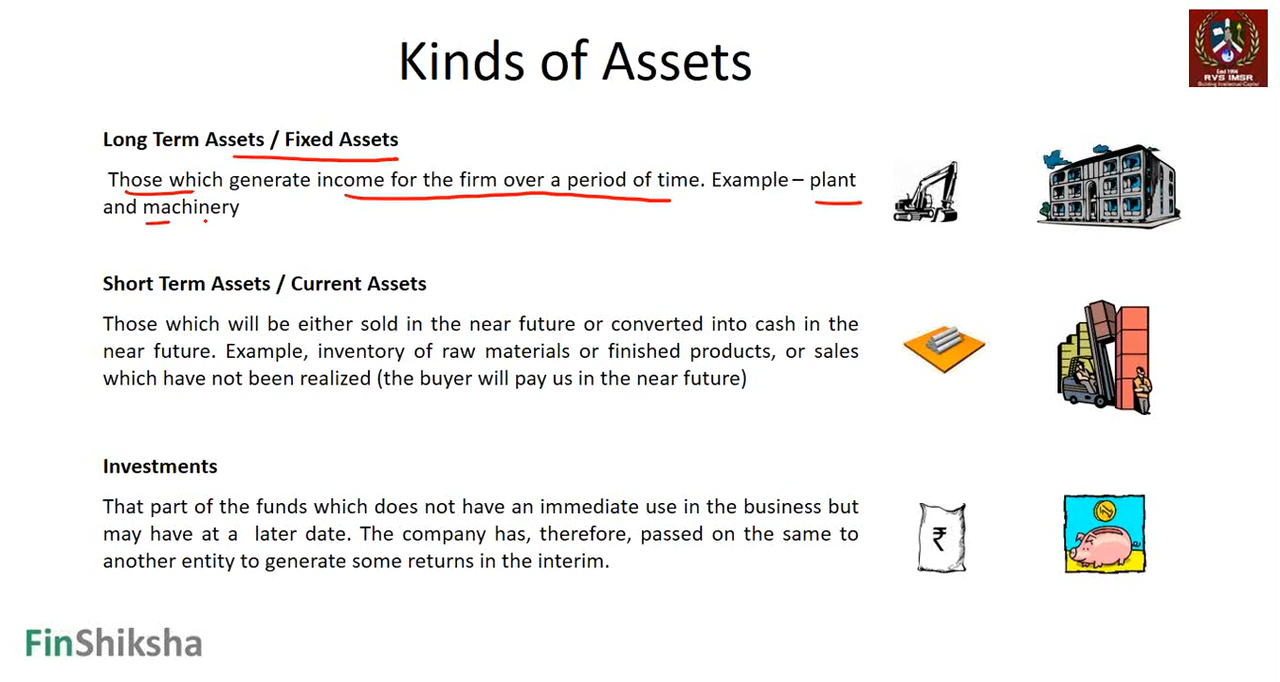 Kinds of Assets
Estd 1994
RVS IMSR
Building Intellectual Capital
Long Term Assets / Fixed Assets
Those which generate income for the firm over a period of time. Example – plant
and machinery
Short Term Assets / Current Assets
Those which will be either sold in the near future or converted into cash in the
near future. Example, inventory of raw materials or finished products, or sales
which have not been realized (the buyer will pay us in the near future)
Investments
That part of the funds which does not have an immediate use in the business but
may have at a later date. The company has, therefore, passed on the same to
another entity to generate some returns in the interim.
₹
FinShiksha